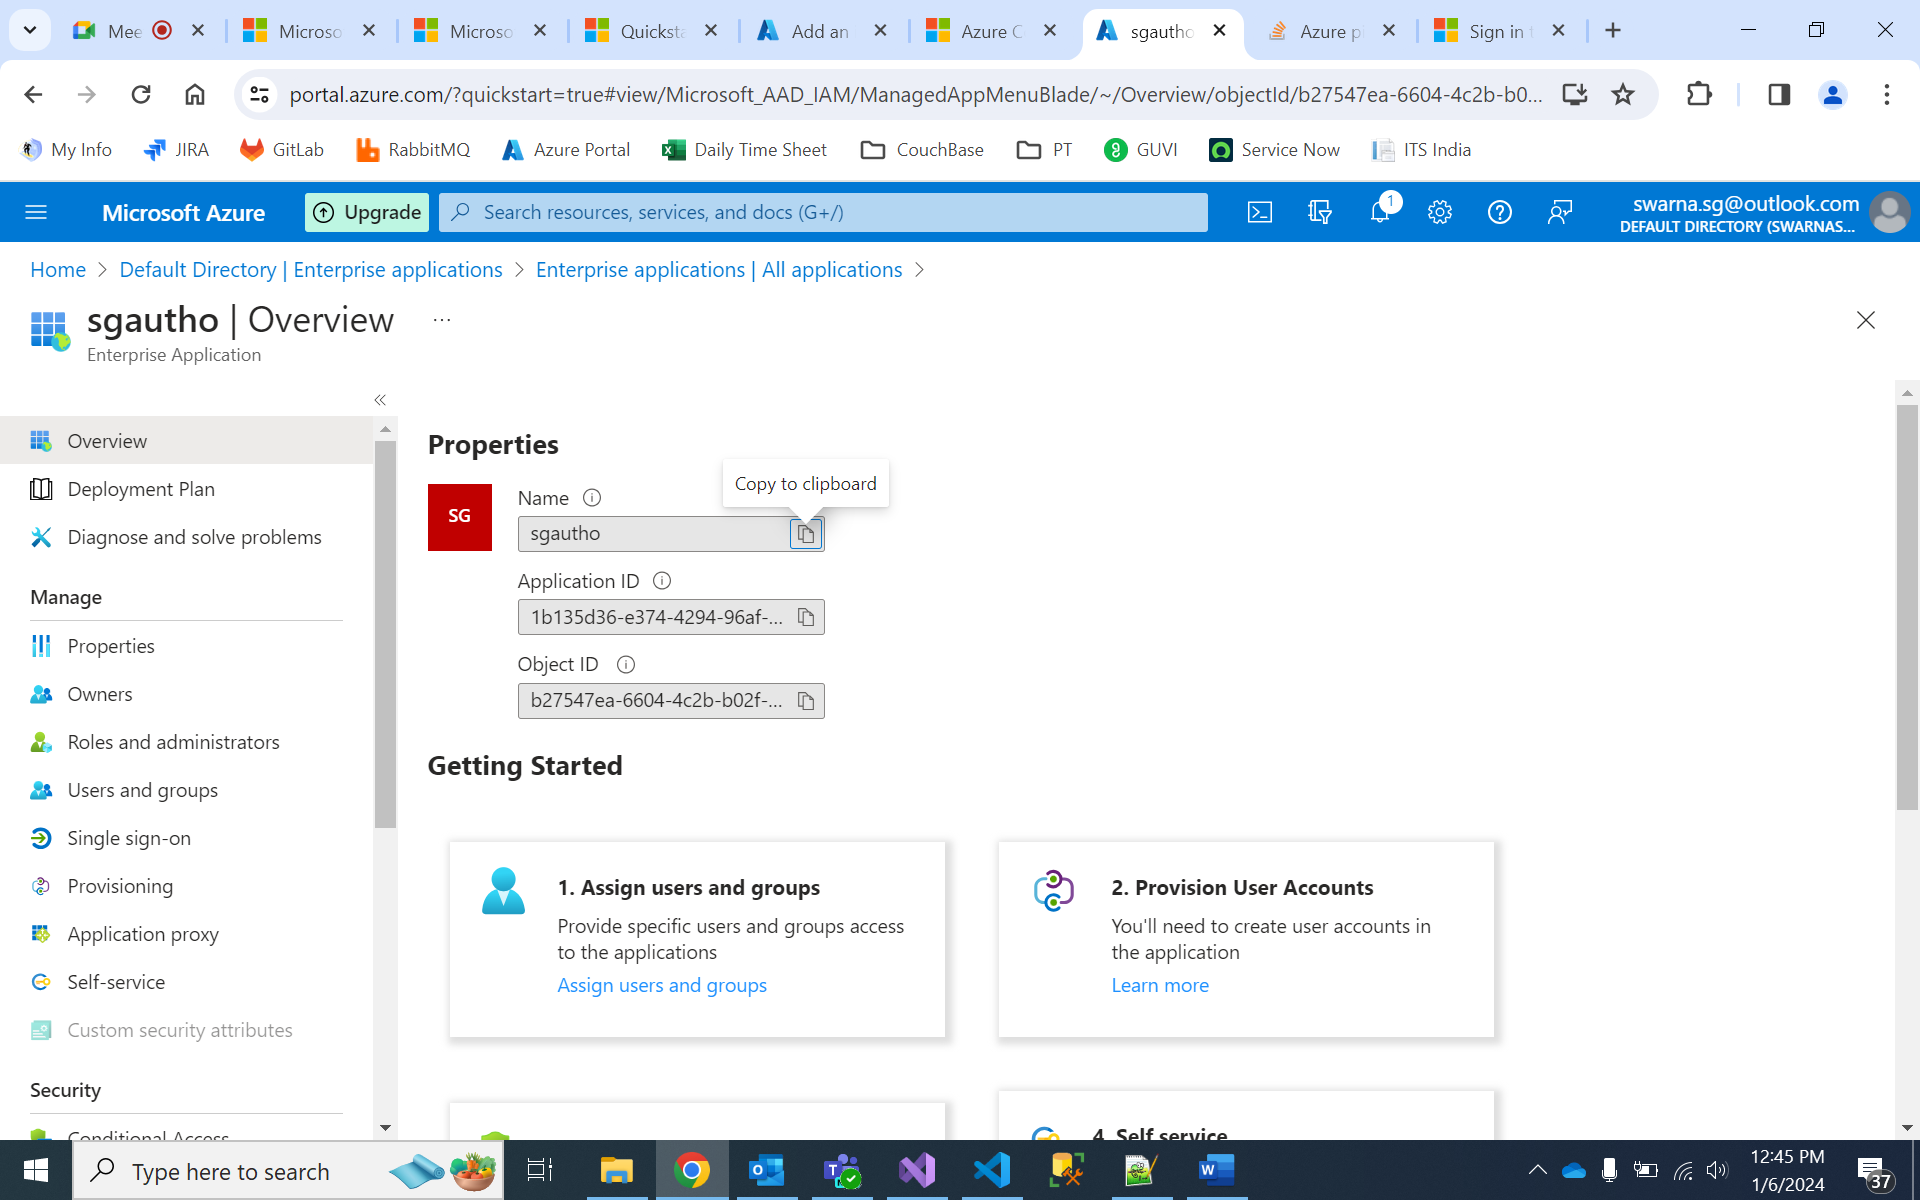 Mee
Microso
Microso
Quicksta
Add an
Azure C
sgautho
Azure p
Sign in t
portal.azure.com/?quickstart=true#view/Microsoft_AAD_IAM/ManagedAppMenuBlade/~/Overview/objectId/b27547ea-6604-4c2b-b0...
My Info
JIRA
GitLab
RabbitMQ
Azure Portal
Daily Time Sheet
CouchBase
PT
GUVI
Service Now
ITS India
Microsoft Azure
Upgrade
Search resources, services, and docs (G+/)
1
swarna.sg@outlook.com
DEFAULT DIRECTORY (SWARNAS...
Home > Default Directory | Enterprise applications > Enterprise applications | All applications >
sgautho | Overview ...
Enterprise Application
«
Overview
Deployment Plan
Diagnose and solve problems
Manage
Properties
Owners
Roles and administrators
Users and groups
Single sign-on
Provisioning
Application proxy
Self-service
Custom security attributes
Security
Conditional Access
Properties
Copy to clipboard
SG
Name
sgautho
Application ID
1b135d36-e374-4294-96af-...
Object ID
b27547ea-6604-4c2b-b02f-...
Getting Started
1. Assign users and groups
Provide specific users and groups access
to the applications
Assign users and groups
2. Provision User Accounts
You'll need to create user accounts in
the application
Learn more
4. Self service
Type here to search
12:45 PM
1/6/2024
37